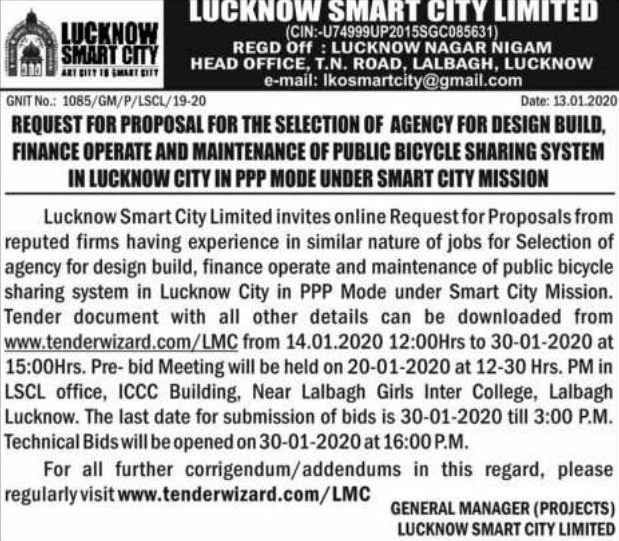 LUCKNOW
SMART CITY
ART CITY TO SMART CITY
LUCKNOW SMART CITY LIMITED
(CIN:-U74999UP2015SGC085631)
REGD Off : LUCKNOW NAGAR NIGAM
HEAD OFFICE, T.N. ROAD, LALBAGH, LUCKNOW
e-mail: lkosmartcity@gmail.com
GNIT No.: 1085/GM/P/LSCL/19-20 Date: 13.01.2020
REQUEST FOR PROPOSAL FOR THE SELECTION OF AGENCY FOR DESIGN BUILD,
FINANCE OPERATE AND MAINTENANCE OF PUBLIC BICYCLE SHARING SYSTEM
IN LUCKNOW CITY IN PPP MODE UNDER SMART CITY MISSION
Lucknow Smart City Limited invites online Request for Proposals from
reputed firms having experience in similar nature of jobs for Selection of
agency for design build, finance operate and maintenance of public bicycle
sharing system in Lucknow City in PPP Mode under Smart City Mission.
Tender document with all other details can be downloaded from
www.tenderwizard.com/LMC from 14.01.2020 12:00Hrs to 30-01-2020 at
15:00Hrs. Pre- bid Meeting will be held on 20-01-2020 at 12-30 Hrs. PM in
LSCL office, ICCC Building, Near Lalbagh Girls Inter College, Lalbagh
Lucknow. The last date for submission of bids is 30-01-2020 till 3:00 P.M.
Technical Bids will be opened on 30-01-2020 at 16:00 P.M.
For all further corrigendum/addendums in this regard, please
regularly visit www.tenderwizard.com/LMC
GENERAL MANAGER (PROJECTS)
LUCKNOW SMART CITY LIMITED